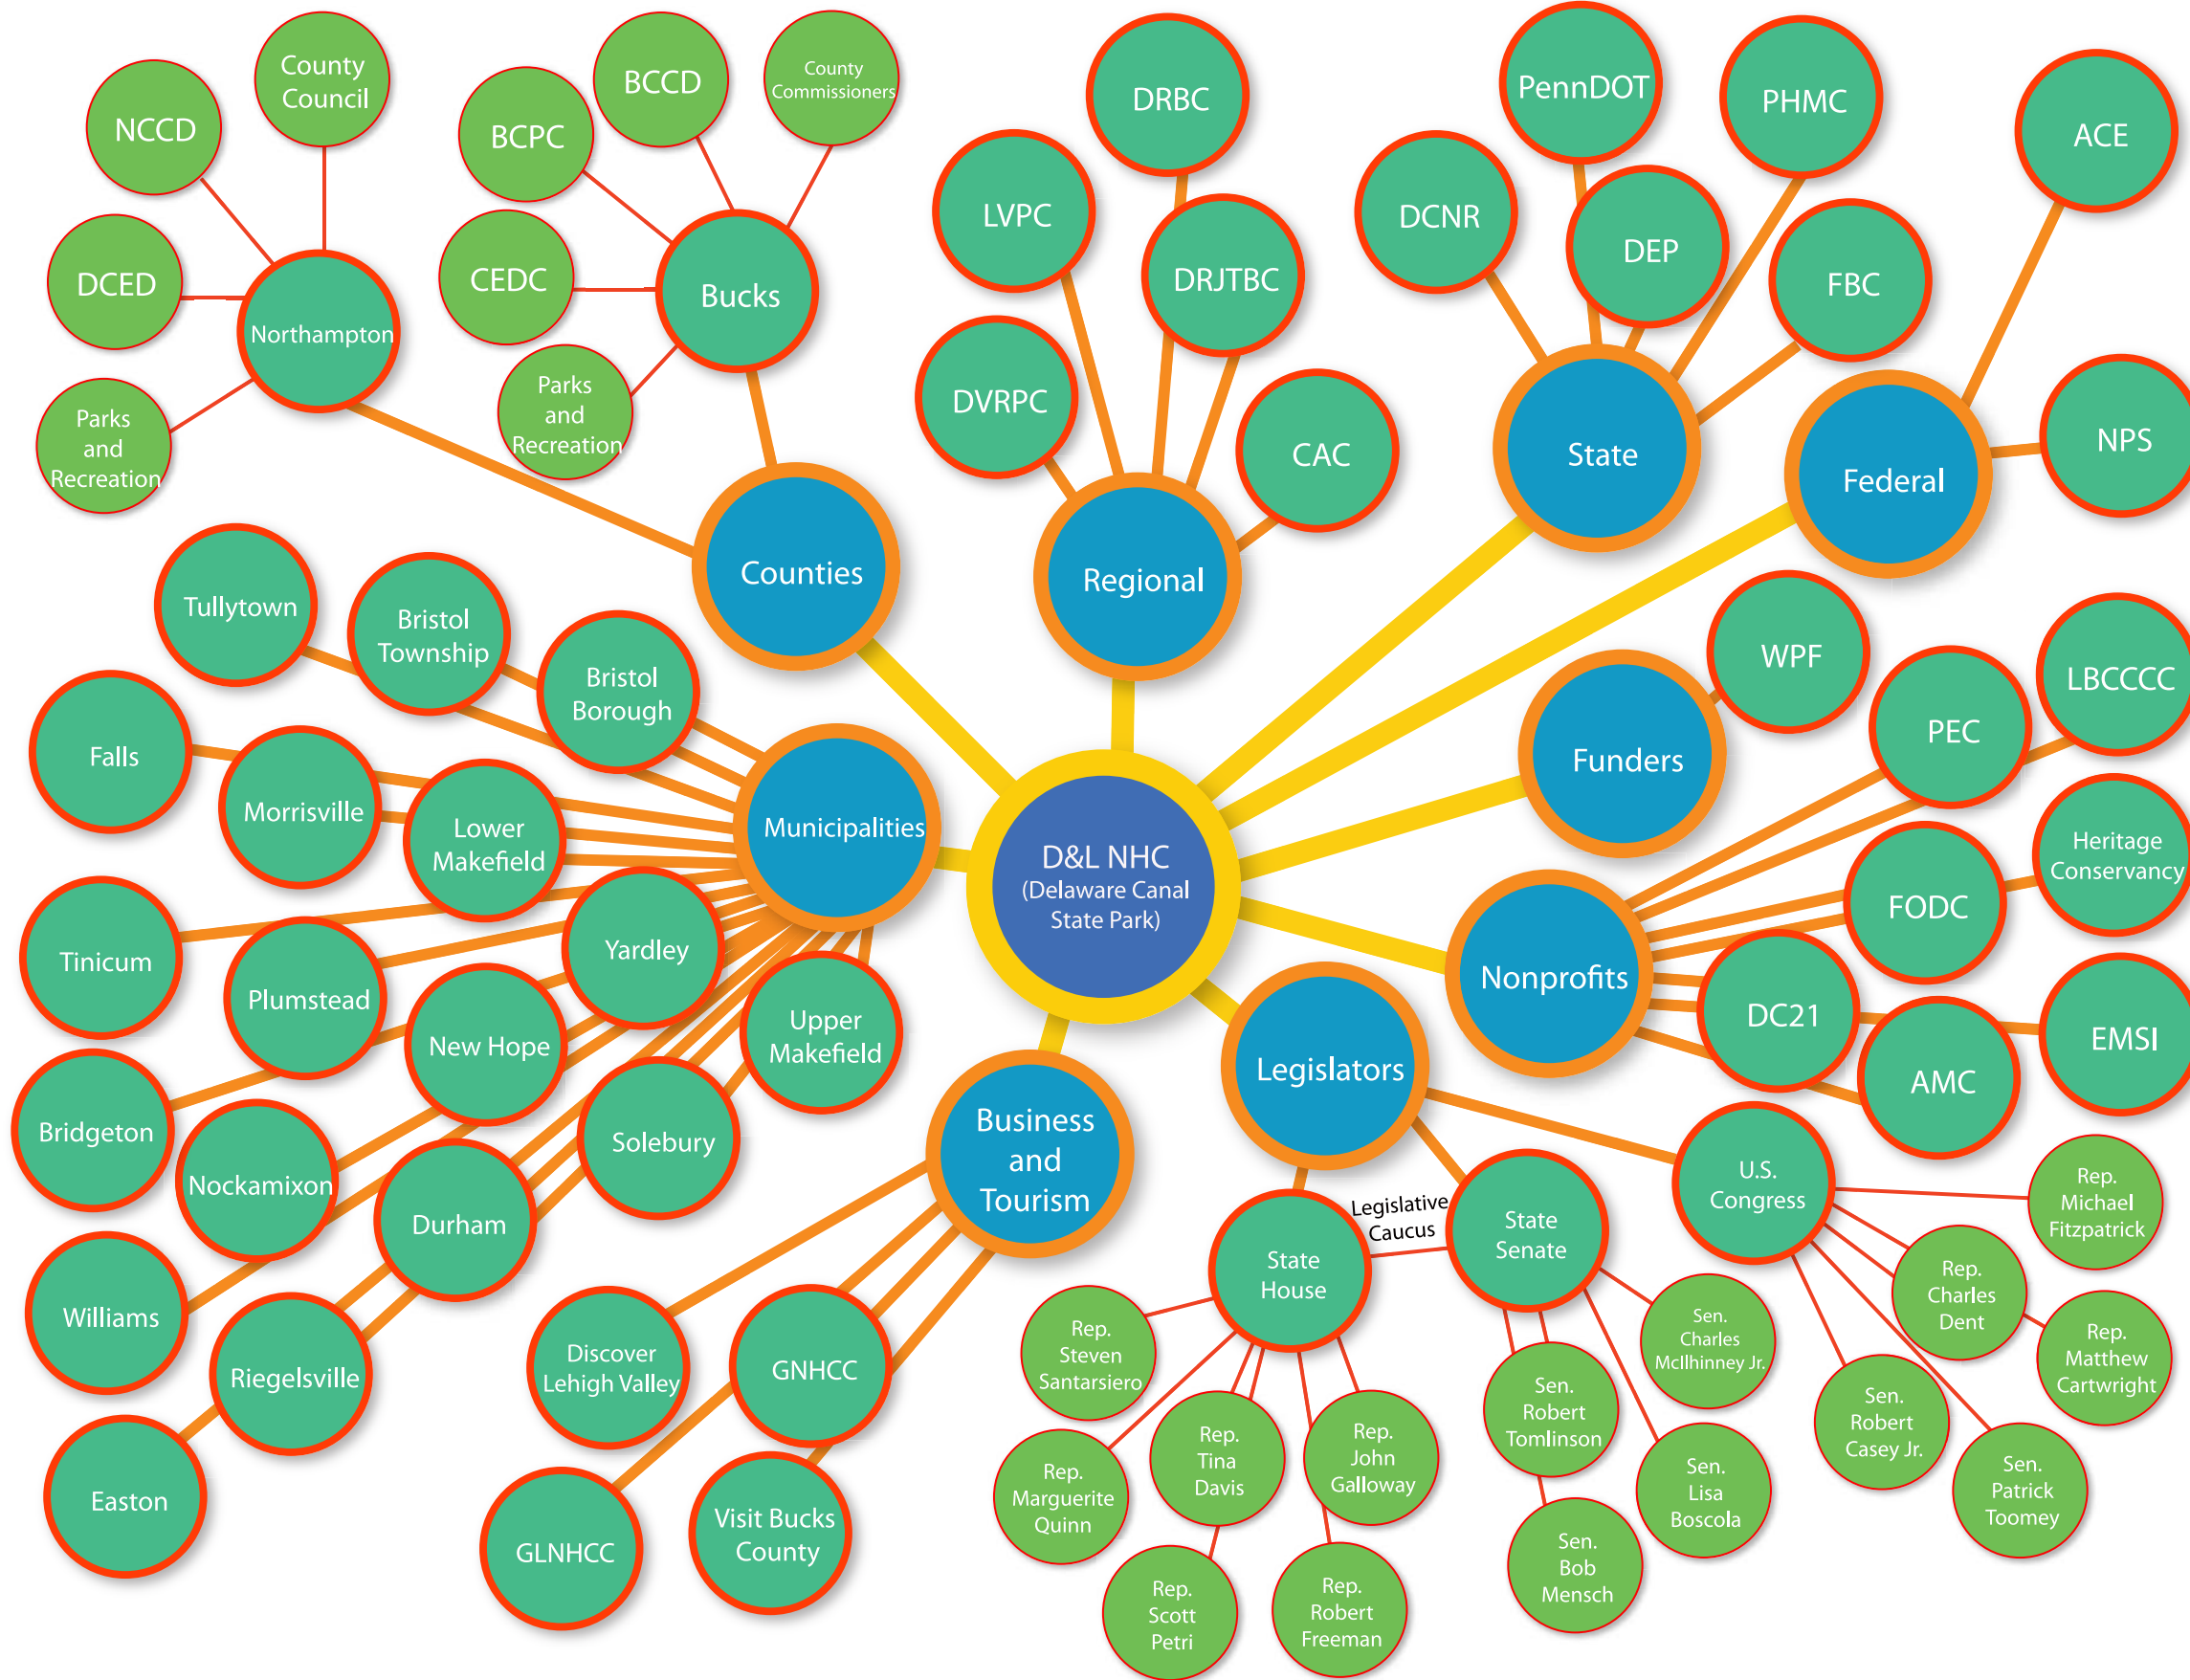 County
Council
NCCD
DCED
Parks
and
Recreation
Northampton
BCPC
BCCD
County
Commissioners
CEDC
Parks
and
Recreation
Bucks
Counties
DRBC
LVPC
DRJTBC
DVRPC
CAC
Regional
PennDOT
PHMC
DCNR
DEP
FBC
State
ACE
NPS
Federal
WPF
Funders
PEC
LBCCCC
Heritage
Conservancy
FODC
DC21
EMSI
AMC
Nonprofits
D&L NHC
(Delaware Canal
State Park)
Municipalities
Tullytown
Bristol
Township
Bristol
Borough
Falls
Morrisville
Lower
Makefield
Tinicum
Plumstead
Yardley
New Hope
Upper
Makefield
Bridgeton
Nockamixon
Solebury
Durham
Williams
Riegelsville
Easton
Business
and
Tourism
Discover
Lehigh Valley
GNHCC
GLNHCC
Visit Bucks
County
Legislators
Legislative
Caucus
State
House
State
Senate
U.S.
Congress
Rep.
Steven
Santarsiero
Rep.
Marguerite
Quinn
Rep.
Tina
Davis
Rep.
John
Galloway
Rep.
Scott
Petri
Rep.
Robert
Freeman
Sen.
Charles
McIlhinney Jr.
Sen.
Robert
Tomlinson
Sen.
Lisa
Boscola
Sen.
Bob
Mensch
Rep.
Michael
Fitzpatrick
Rep.
Charles
Dent
Rep.
Matthew
Cartwright
Sen.
Robert
Casey Jr.
Sen.
Patrick
Toomey